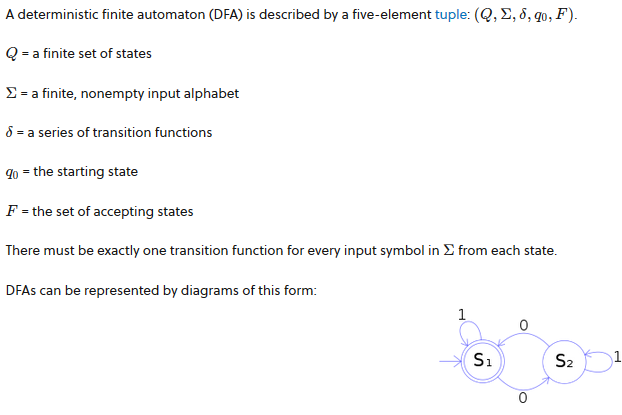 A deterministic finite automaton (DFA) is described by a five-element tuple: (Q, Σ, δ, q₀, F).
Q = a finite set of states
Σ = a finite, nonempty input alphabet
δ = a series of transition functions
q₀ = the starting state
F = the set of accepting states
There must be exactly one transition function for every input symbol in Σ from each state.
DFAs can be represented by diagrams of this form:
1
0
S₁
S₂
1
0